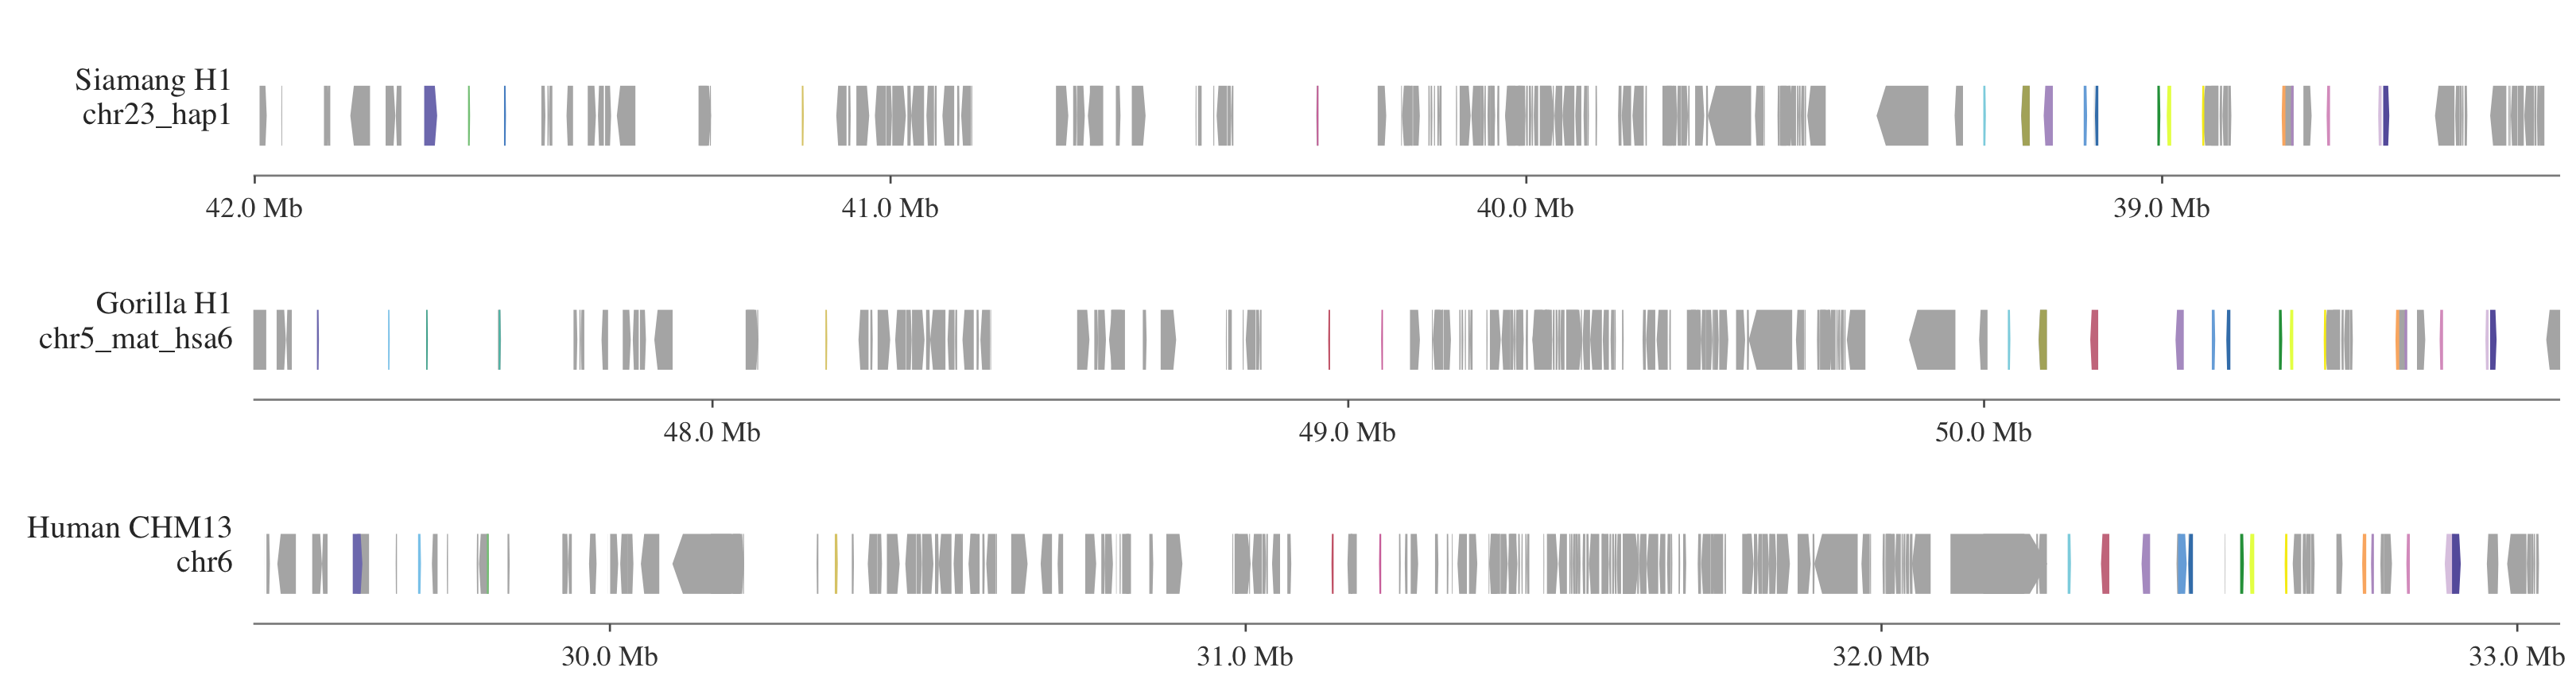 Siamang H1
chr23_hap1
42.0 Mb 41.0 Mb 40.0 Mb 39.0 Mb
Gorilla H1
chr5_mat_hsa6
48.0 Mb 49.0 Mb 50.0 Mb
Human CHM13
chr6
30.0 Mb 31.0 Mb 32.0 Mb 33.0 Mb